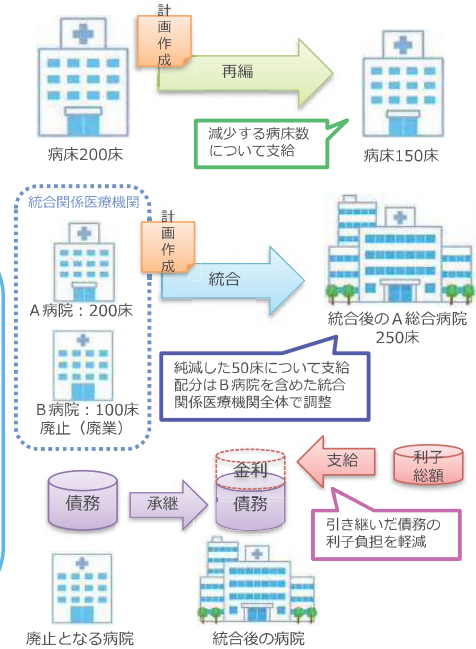 計画作成
再編
減少する病床数
について支給
病床200床
病床150床
統合関係医療機関
計画作成
統合
A病院：200床
統合後のA総合病院
250床
純減した50床について支給
配分はB病院を含めた統合
関係医療機関全体で調整
B病院：100床
廃止（廃業）
債務
承継
金利
債務
支給
利子
総額
引き継いだ債務の
利子負担を軽減
廃止となる病院
統合後の病院